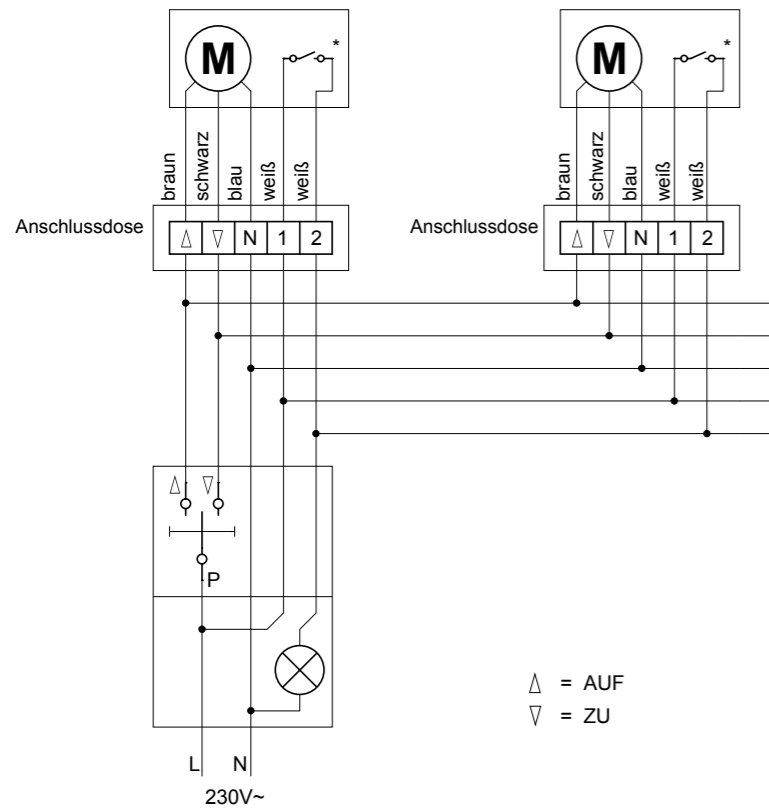 M * M *
braun schwarz blau weiß weiß braun schwarz blau weiß weiß
Anschlussdose △ ▽ N 1 2 Anschlussdose △ ▽ N 1 2
△ ▽
P
△ = AUF
▽ = ZU
L N
230V~